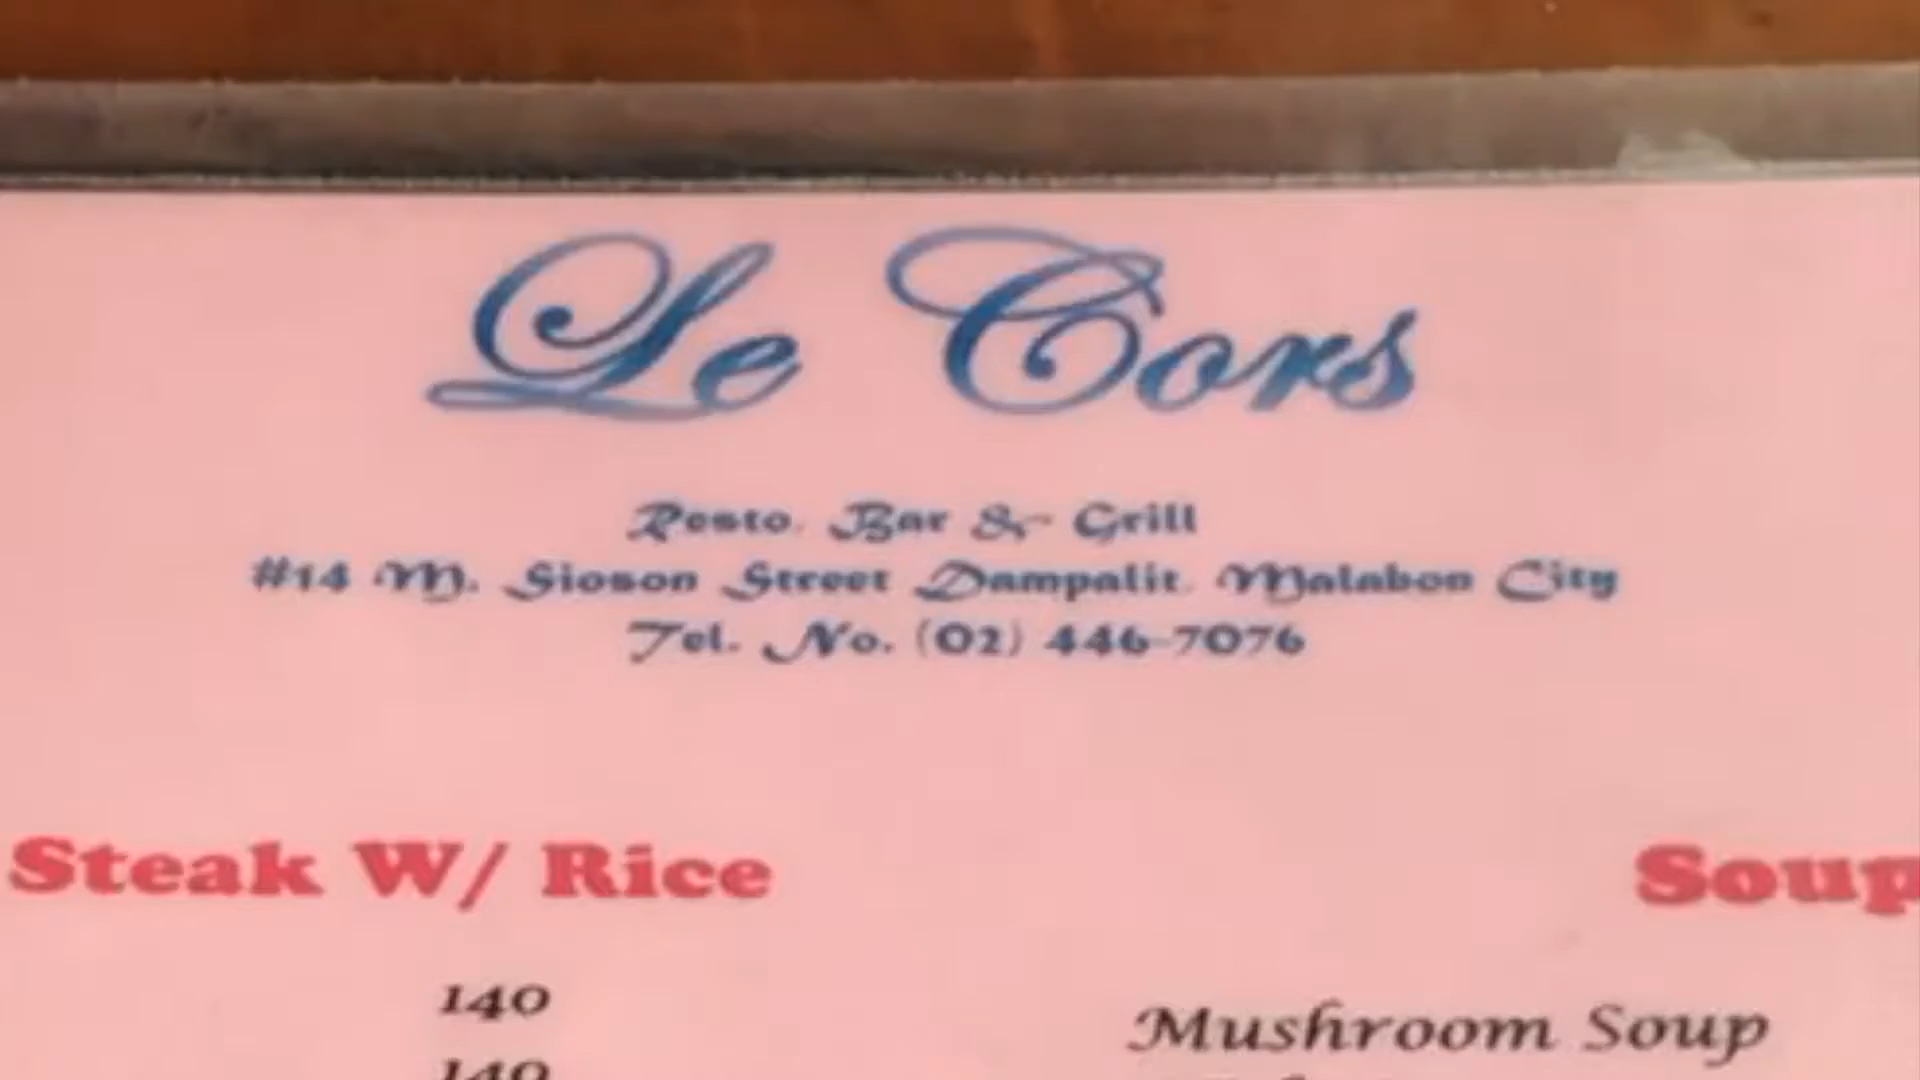 Le Cors
Resto. Bar & Grill
#14 M. Sioson Street Dampalit. Malabon City
Tel. No. (02) 446-7076
Steak W/ Rice
Soup
140
Mushroom Soup
140